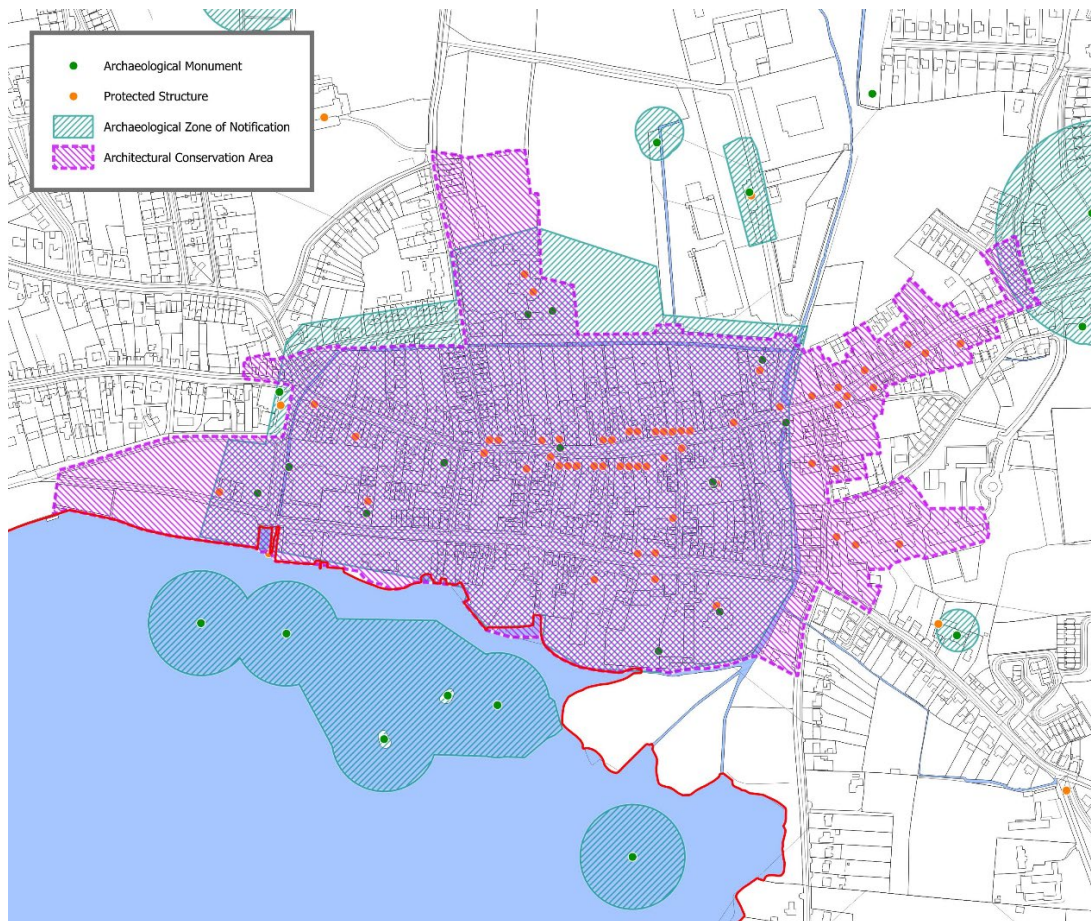 Archaeological Monument
Protected Structure
Archaeological Zone of Notification
Architectural Conservation Area